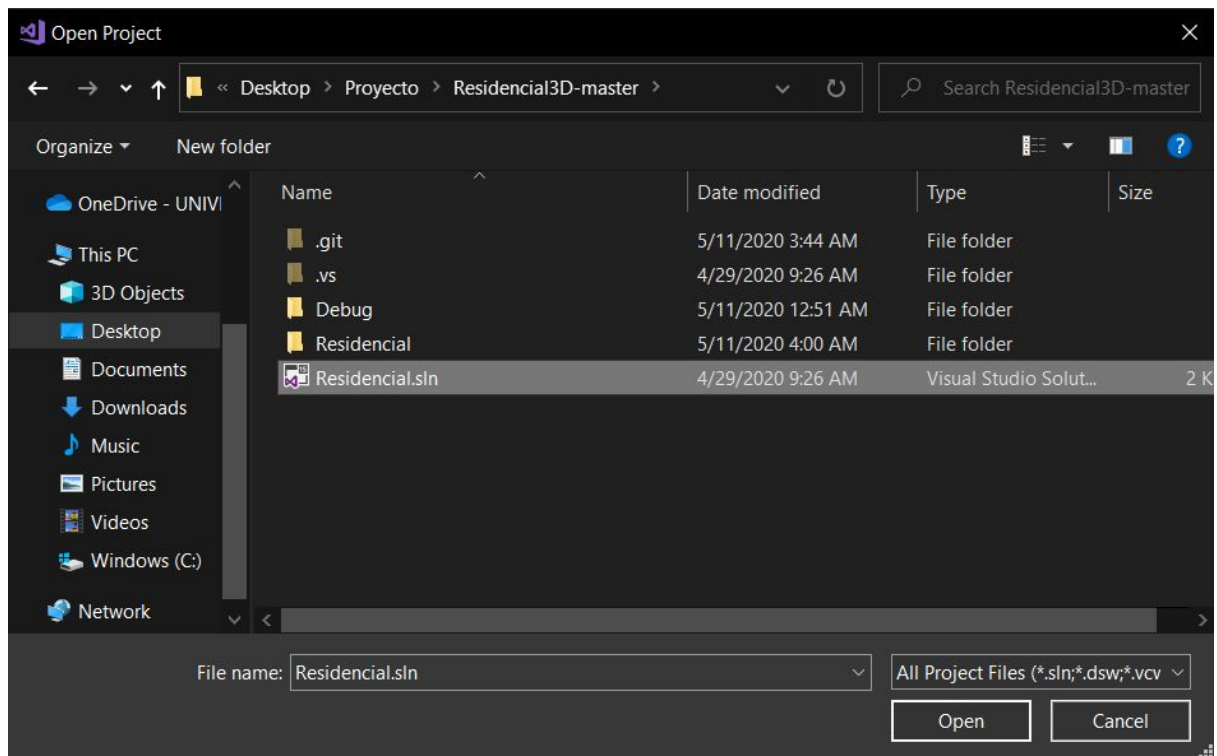 Open Project
« Desktop > Proyecto > Residencial3D-master >
Search Residencial3D-master
Organize
New folder
OneDrive - UNIV
This PC
3D Objects
Desktop
Documents
Downloads
Music
Pictures
Videos
Windows (C:)
Network
Name Date modified Type Size
.git 5/11/2020 3:44 AM File folder
.vs 4/29/2020 9:26 AM File folder
Debug 5/11/2020 12:51 AM File folder
Residencial 5/11/2020 4:00 AM File folder
Residencial.sln 4/29/2020 9:26 AM Visual Studio Solut... 2 K
File name: Residencial.sln
All Project Files (*.sln;*.dsw;*.vcv
Open Cancel